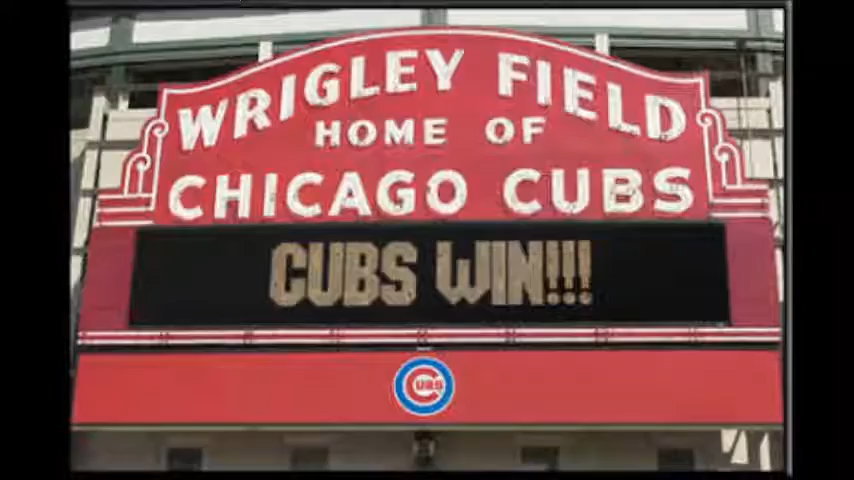 WRIGLEY FIELD
HOME OF
CHICAGO CUBS
CUBS WIN!!!
CUBS